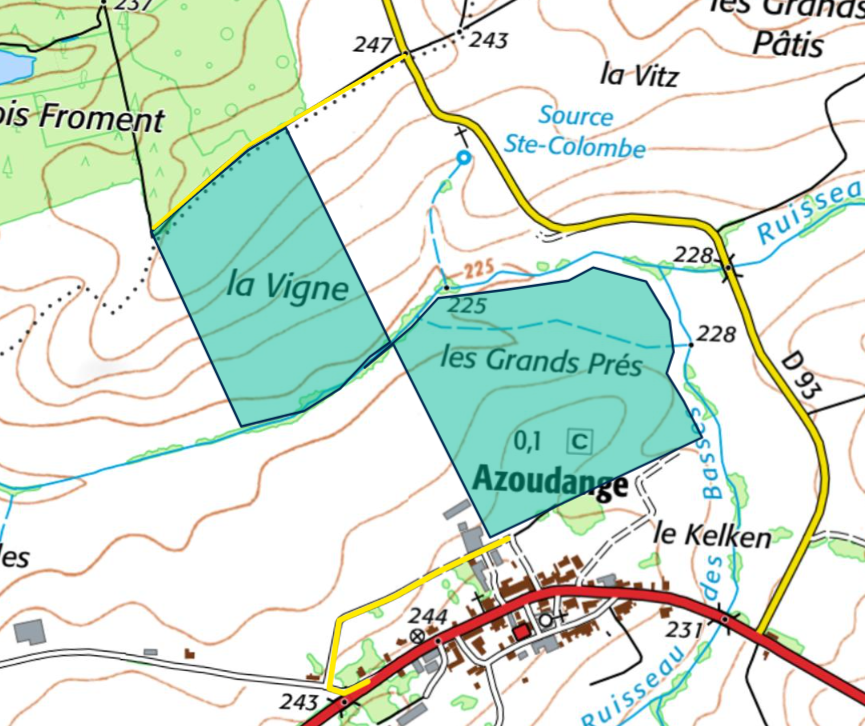 237
les Grands
Pâtis
247
243
la Vitz
ois Froment
Source
Ste-Colombe
Ruissea
228
225
la Vigne
225
228
les Grands Prés
D 93
0,1 C
Azoudange
Ruisseau
des
Basses
les
le Kelken
244
231
243